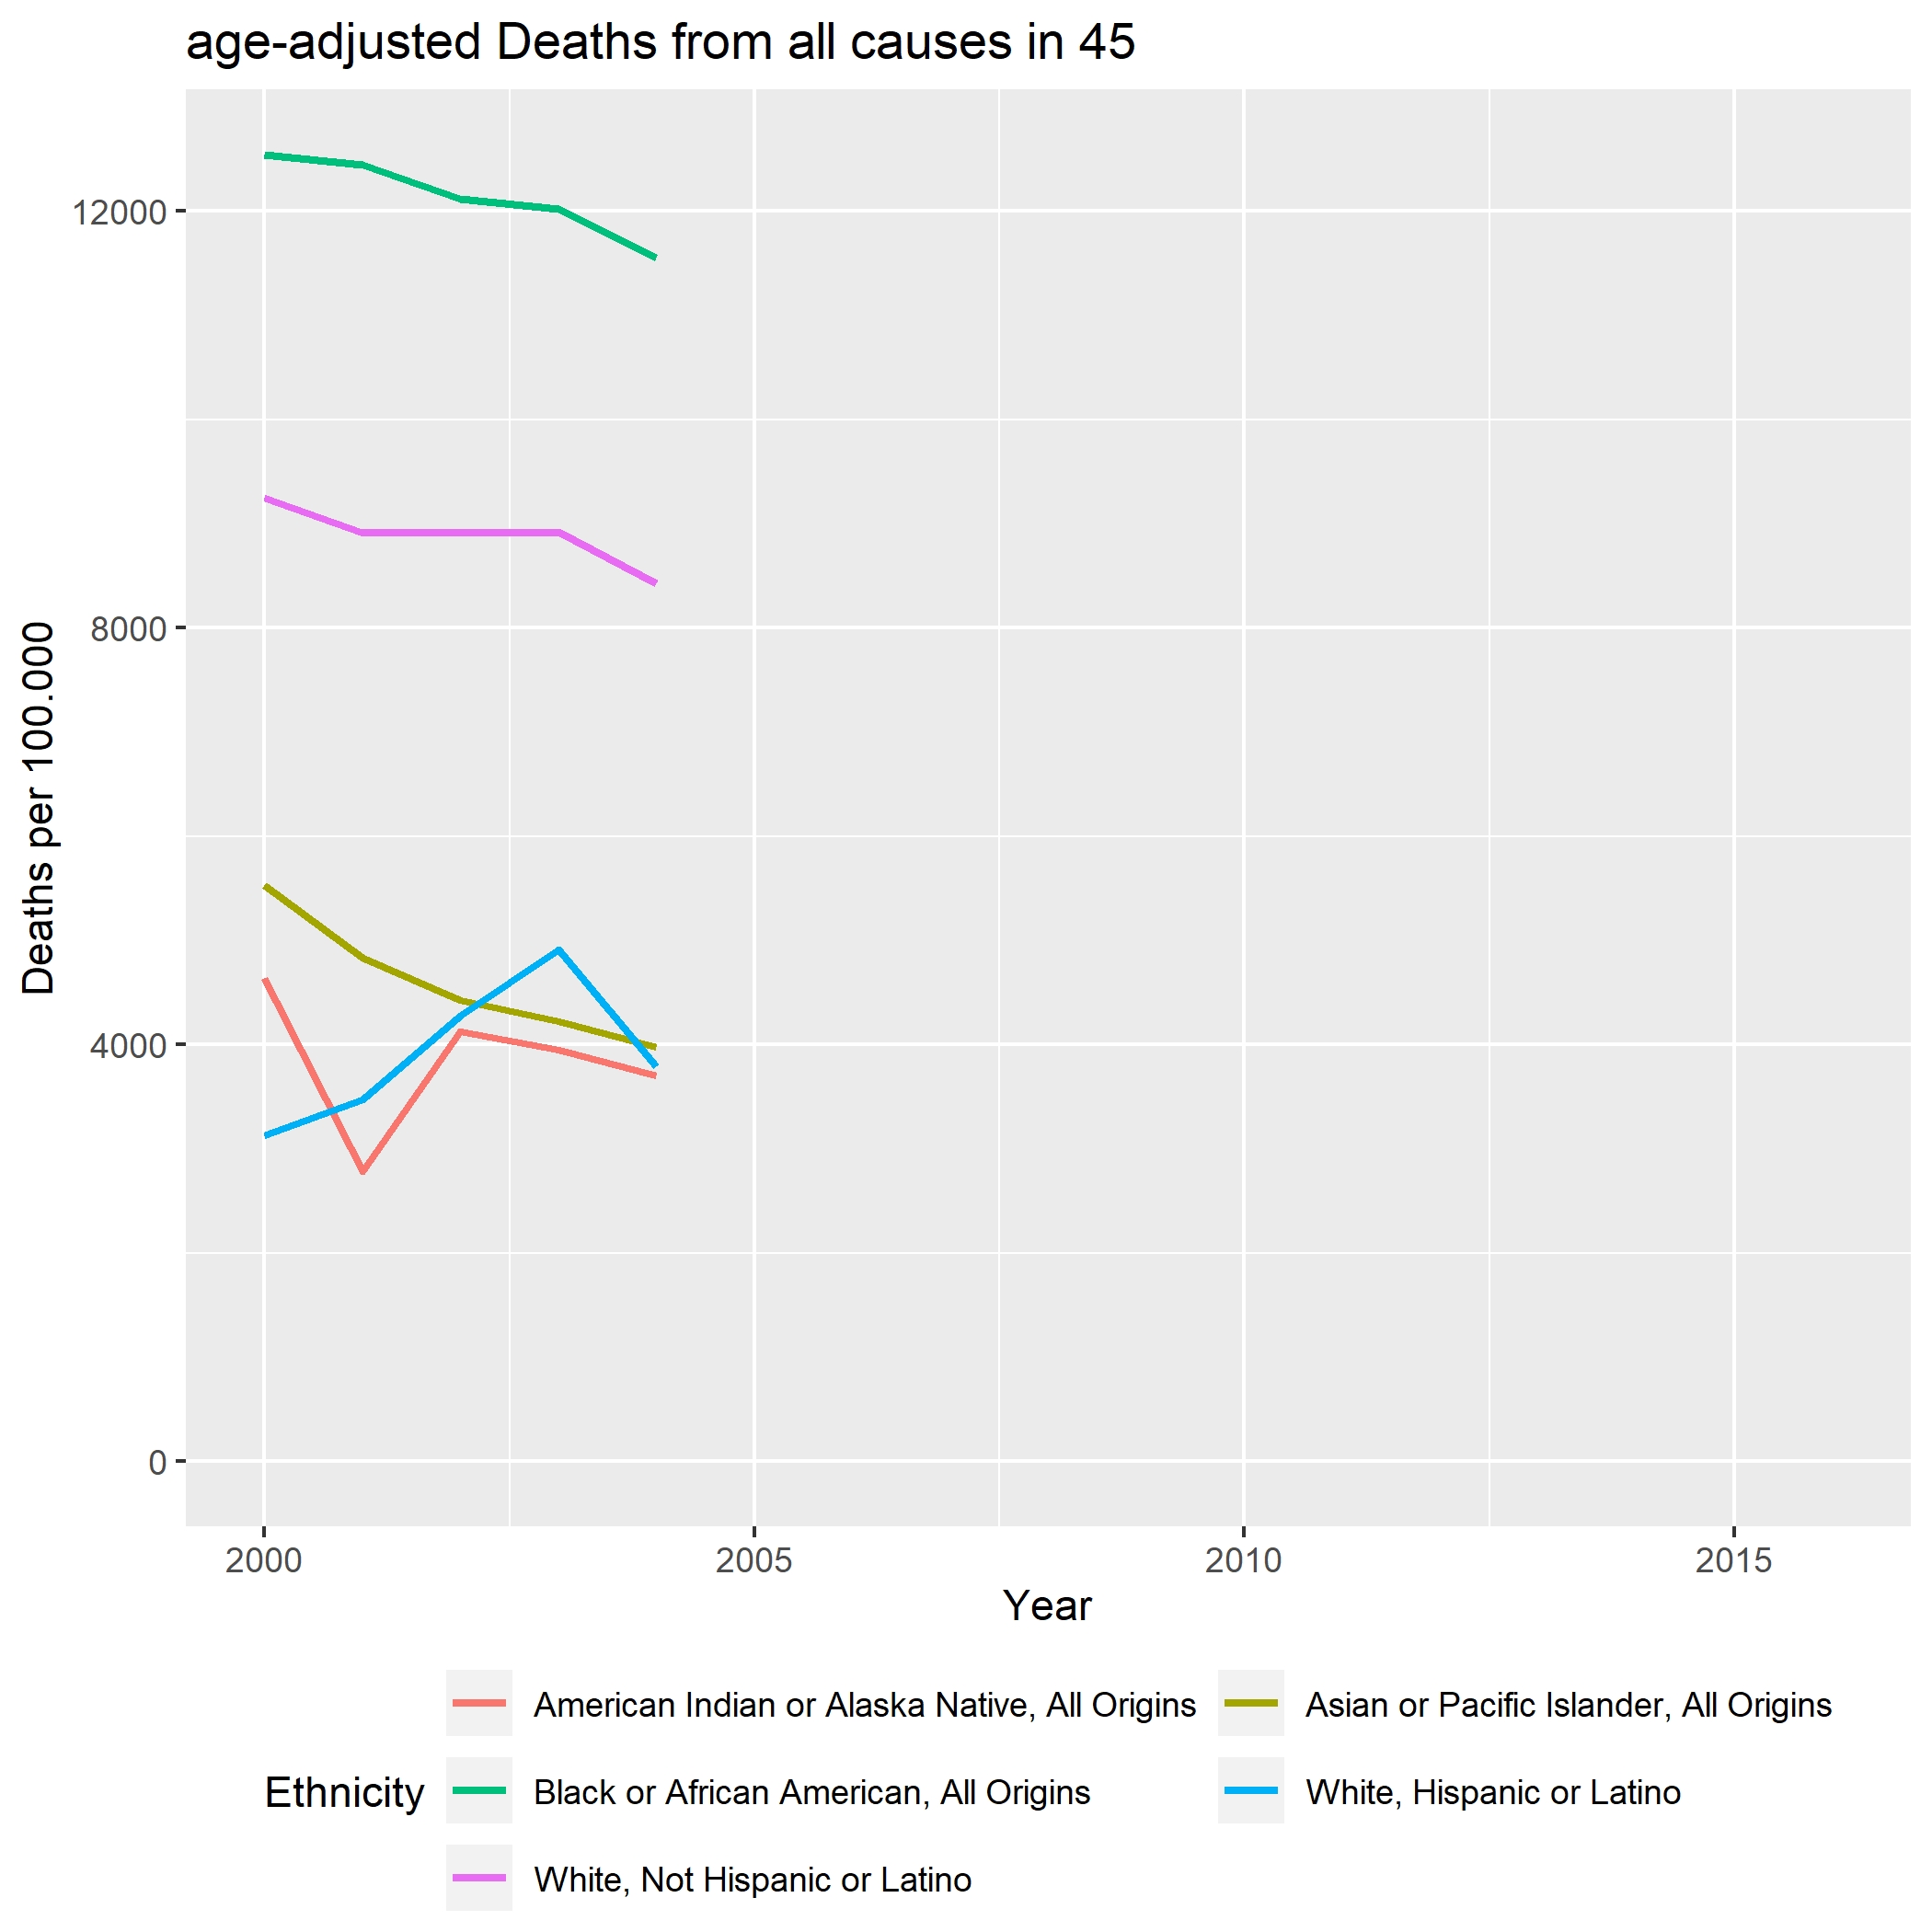 age-adjusted Deaths from all causes in 45
Deaths per 100.000
12000
8000
4000
0
2000 2005 2010 2015
Year
Ethnicity
American Indian or Alaska Native, All Origins
Asian or Pacific Islander, All Origins
Black or African American, All Origins
White, Hispanic or Latino
White, Not Hispanic or Latino